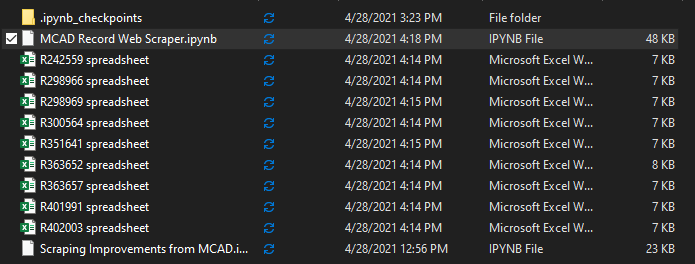 .ipynb_checkpoints 4/28/2021 3:23 PM File folder
MCAD Record Web Scraper.ipynb 4/28/2021 4:18 PM IPYNB File 48 KB
R242559 spreadsheet 4/28/2021 4:14 PM Microsoft Excel W... 7 KB
R298966 spreadsheet 4/28/2021 4:14 PM Microsoft Excel W... 7 KB
R298969 spreadsheet 4/28/2021 4:15 PM Microsoft Excel W... 7 KB
R300564 spreadsheet 4/28/2021 4:14 PM Microsoft Excel W... 7 KB
R351641 spreadsheet 4/28/2021 4:15 PM Microsoft Excel W... 7 KB
R363652 spreadsheet 4/28/2021 4:14 PM Microsoft Excel W... 8 KB
R363657 spreadsheet 4/28/2021 4:14 PM Microsoft Excel W... 7 KB
R401991 spreadsheet 4/28/2021 4:14 PM Microsoft Excel W... 7 KB
R402003 spreadsheet 4/28/2021 4:14 PM Microsoft Excel W... 7 KB
Scraping Improvements from MCAD.i... 4/28/2021 12:56 PM IPYNB File 23 KB